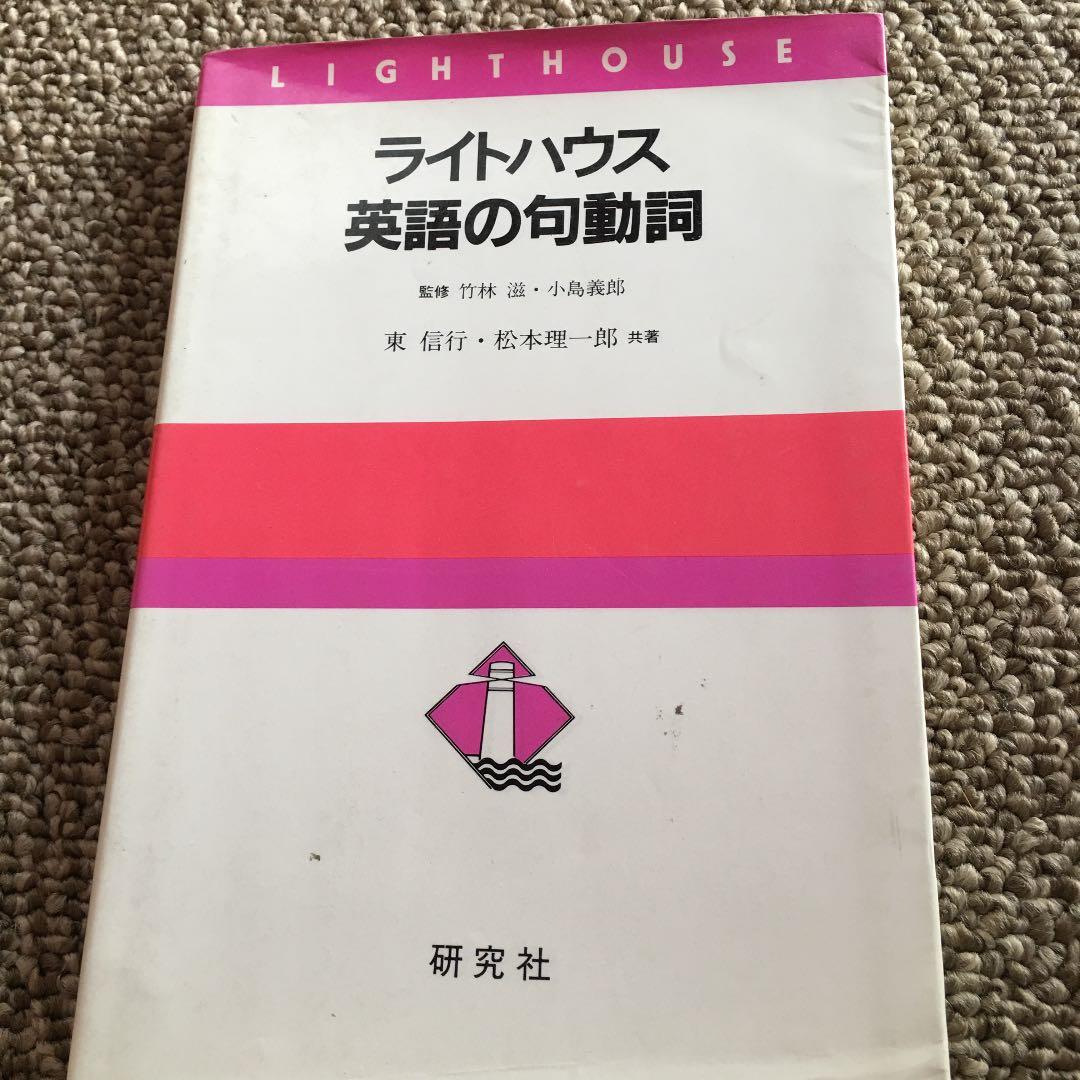 LIGHTHOUSE
ライトハウス
英語の句動詞
監修 竹林 滋・小島義郎
東 信行・松本理一郎 共著
研究社